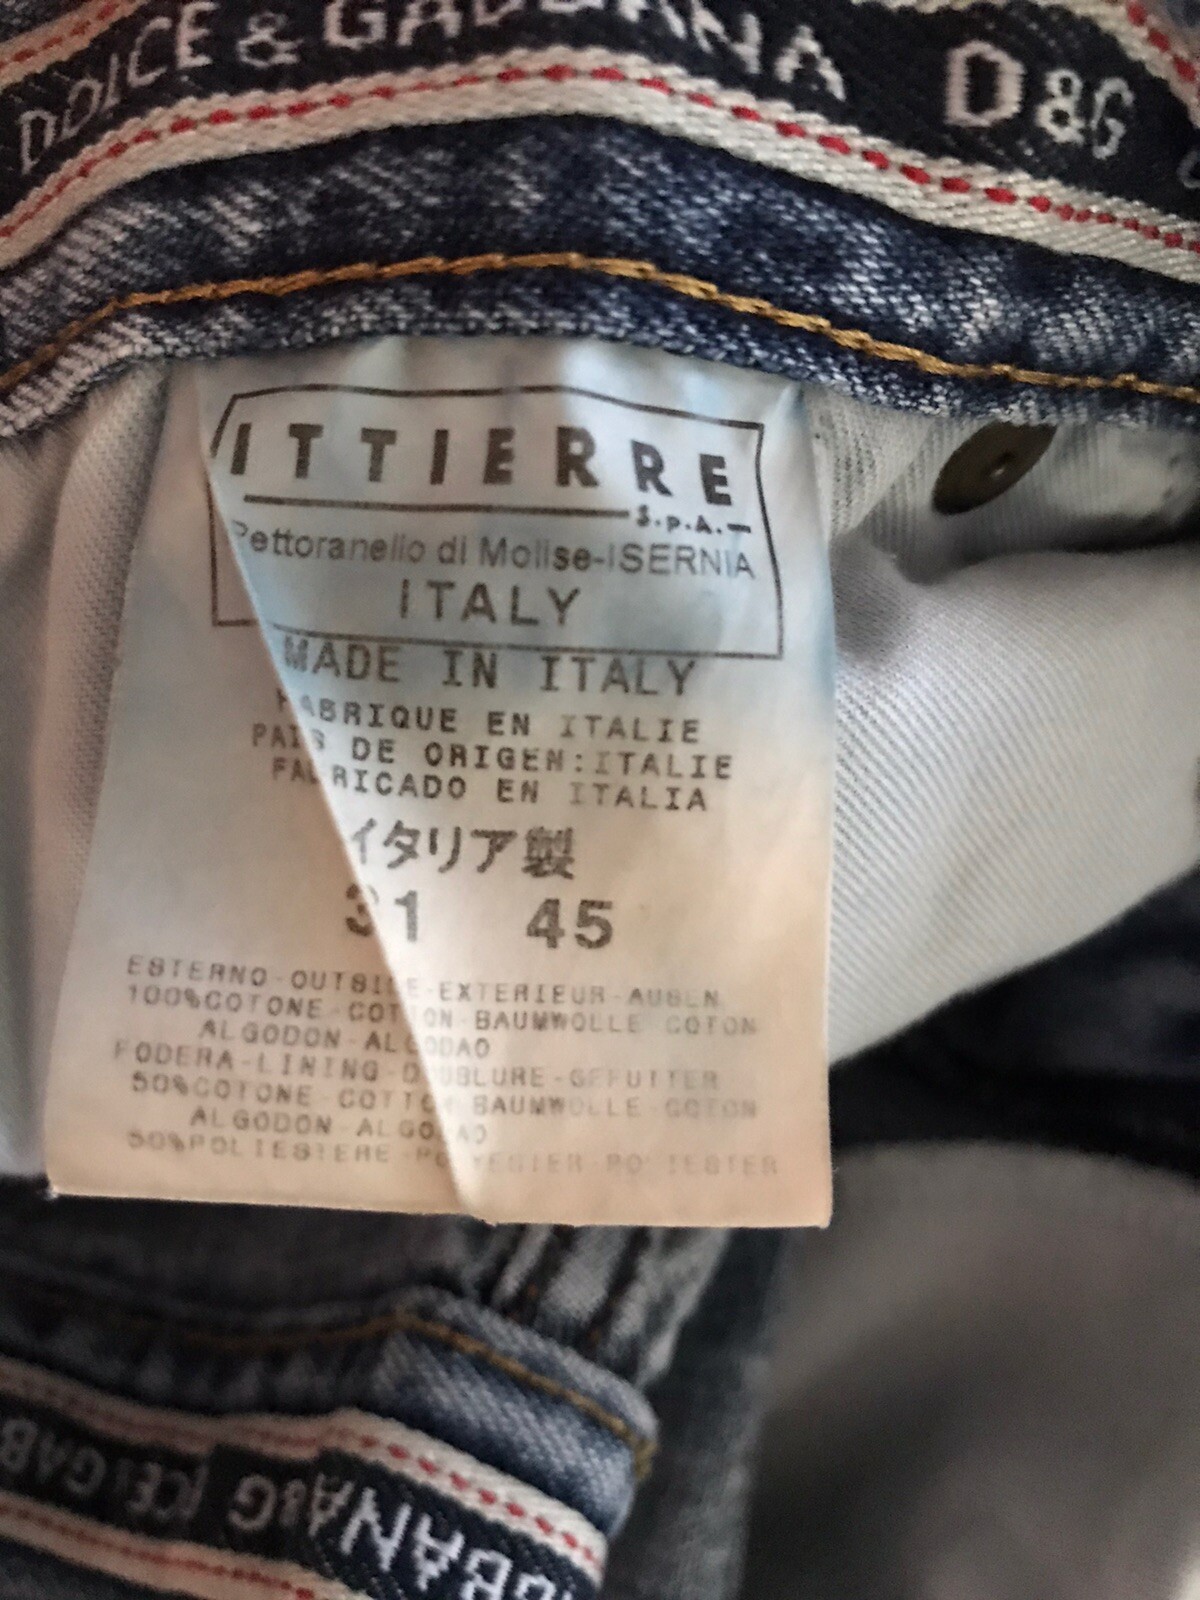 DOLCE & GABBANA D&G
ITTIERRE
S.p.A.
Pettoranello di Molise-ISERNIA
ITALY
MADE IN ITALY
FABRIQUE EN ITALIE
PAIS DE ORIGEN:ITALIE
FABRICADO EN ITALIA
イタリア製
31 45
ESTERNO-OUTSIDE-EXTERIEUR-AUSEN
100%COTONE-COTTON-BAUMWOLLE COTON
ALGODON-ALGODAO
FODERA-LINING-DOUBLURE-GEFUTTER
50%COTONE-COTTON BAUMWOLLE COTON
ALGODON-ALGODAO
50%POLIESTERE-POLYESTER-POLIESTER